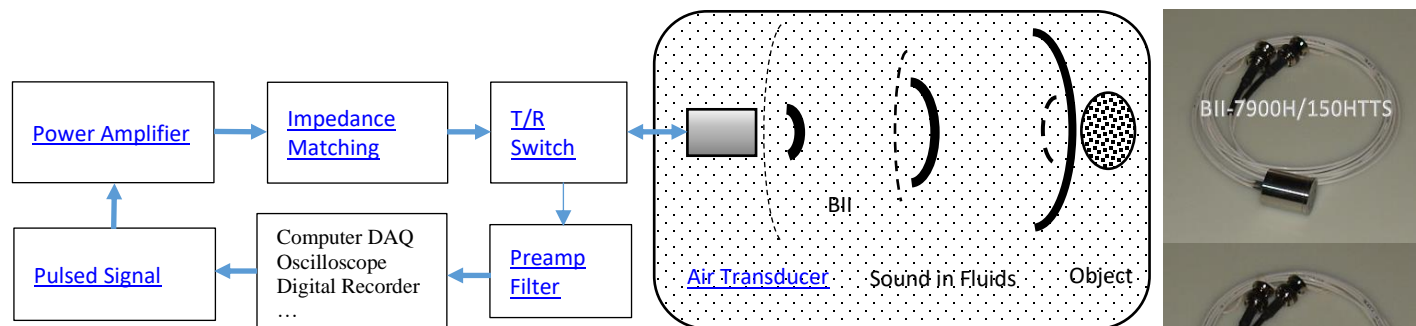 Power Amplifier
Impedance
Matching
T/R
Switch
Pulsed Signal
Computer DAQ
Oscilloscope
Digital Recorder
…
Preamp
Filter
BII
Air Transducer
Sound in Fluids
Object
BII-7900H/150HTTS